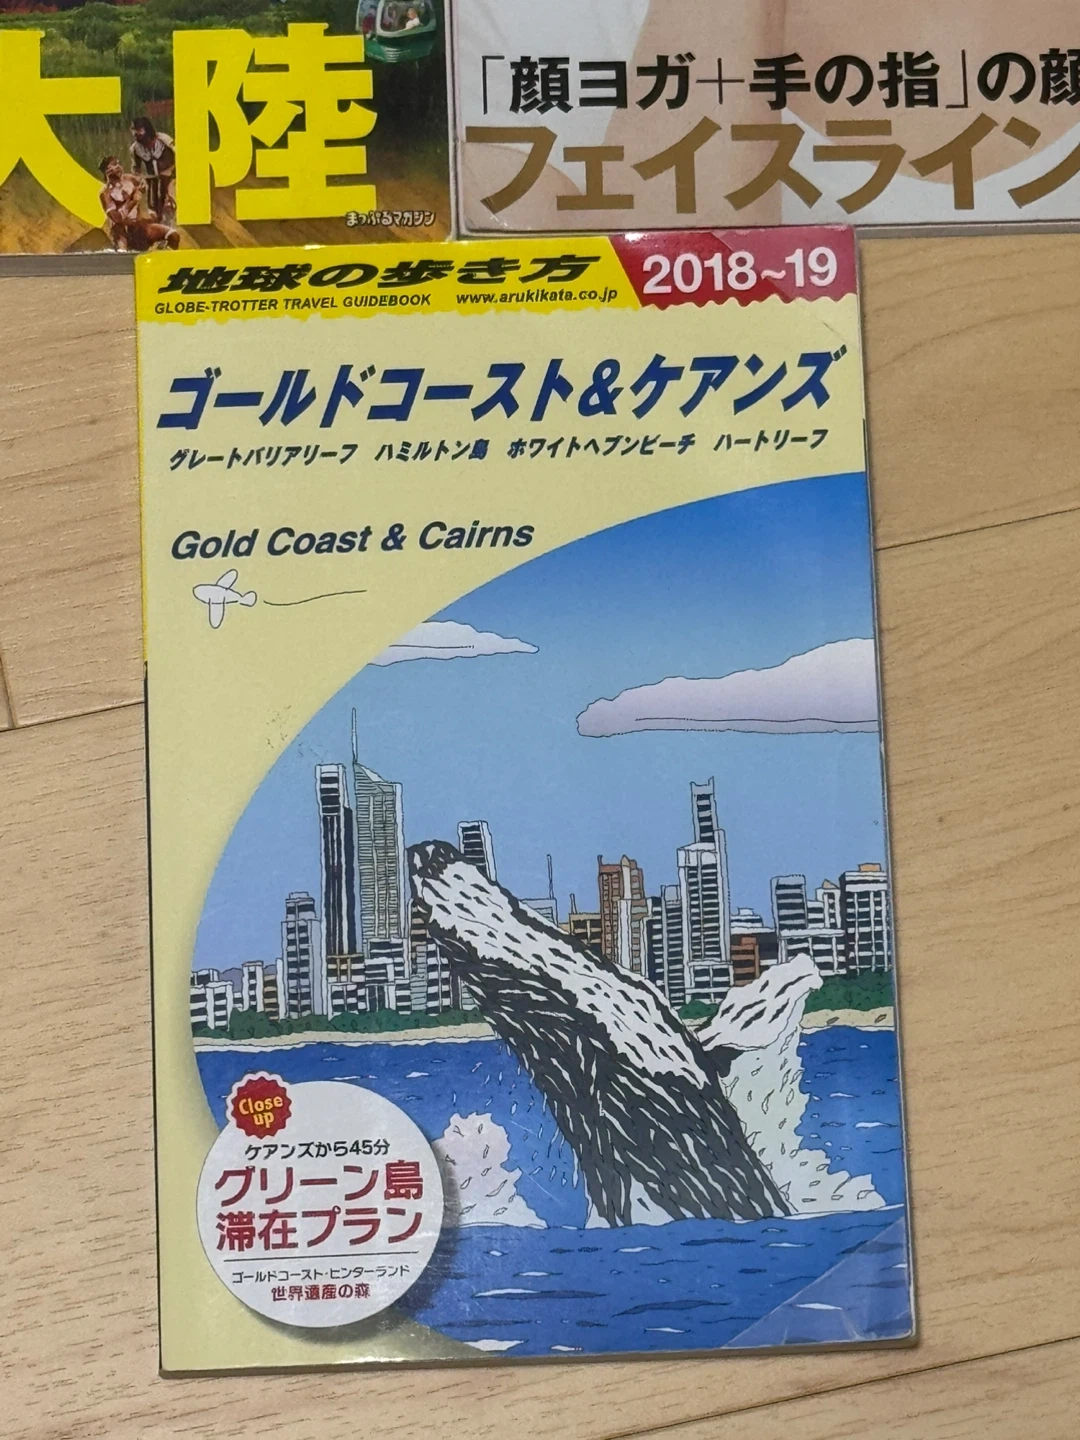 大陸
まっぷるマガジン
「顔ヨガ+手の指」の顔
フェイスライン
地球の歩き方
GLOBE-TROTTER TRAVEL GUIDEBOOK www.arukikata.co.jp
2018~19
ゴールドコースト&ケアンズ
グレートバリアリーフ ハミルトン島 ホワイトヘブンビーチ ハートリーフ
Gold Coast & Cairns
Close up
ケアンズから45分
グリーン島
滞在プラン
ゴールドコースト・ヒンターランド
世界遺産の森